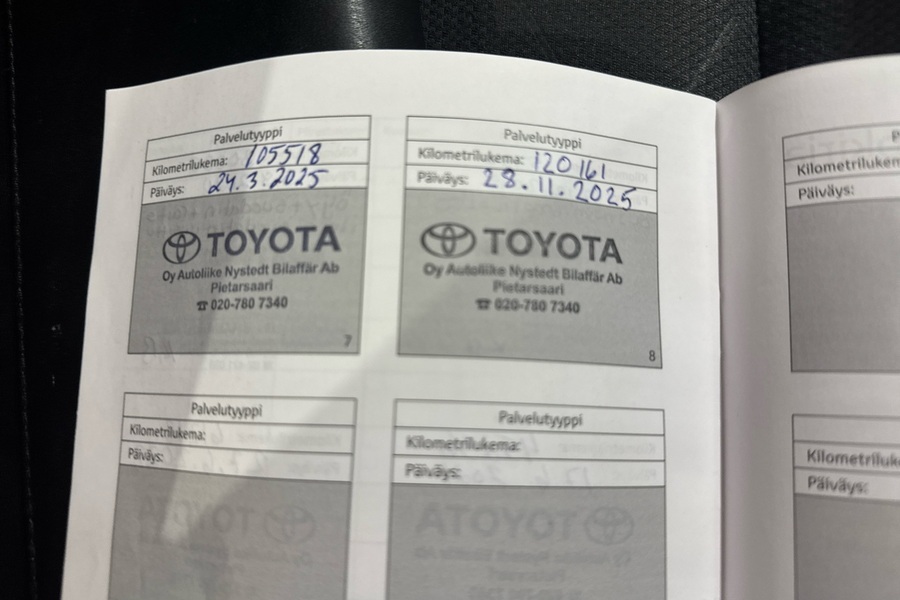 Palvelutyyppi
Kilometrilukema: 105518
Päiväys: 24.3.2025
TOYOTA
Oy Autoliike Nystedt Bilaffär Ab
Pietarsaari
☎ 020-780 7340
7
Palvelutyyppi
Kilometrilukema: 120161
Päiväys: 28.11.2025
TOYOTA
Oy Autoliike Nystedt Bilaffär Ab
Pietarsaari
☎ 020-780 7340
8
Kilometrilukem
Päiväys:
Palvelutyyppi
Kilometrilukema:
Päiväys:
Palvelutyyppi
Kilometrilukema:
Päiväys:
Kilometriluk
Päiväys: